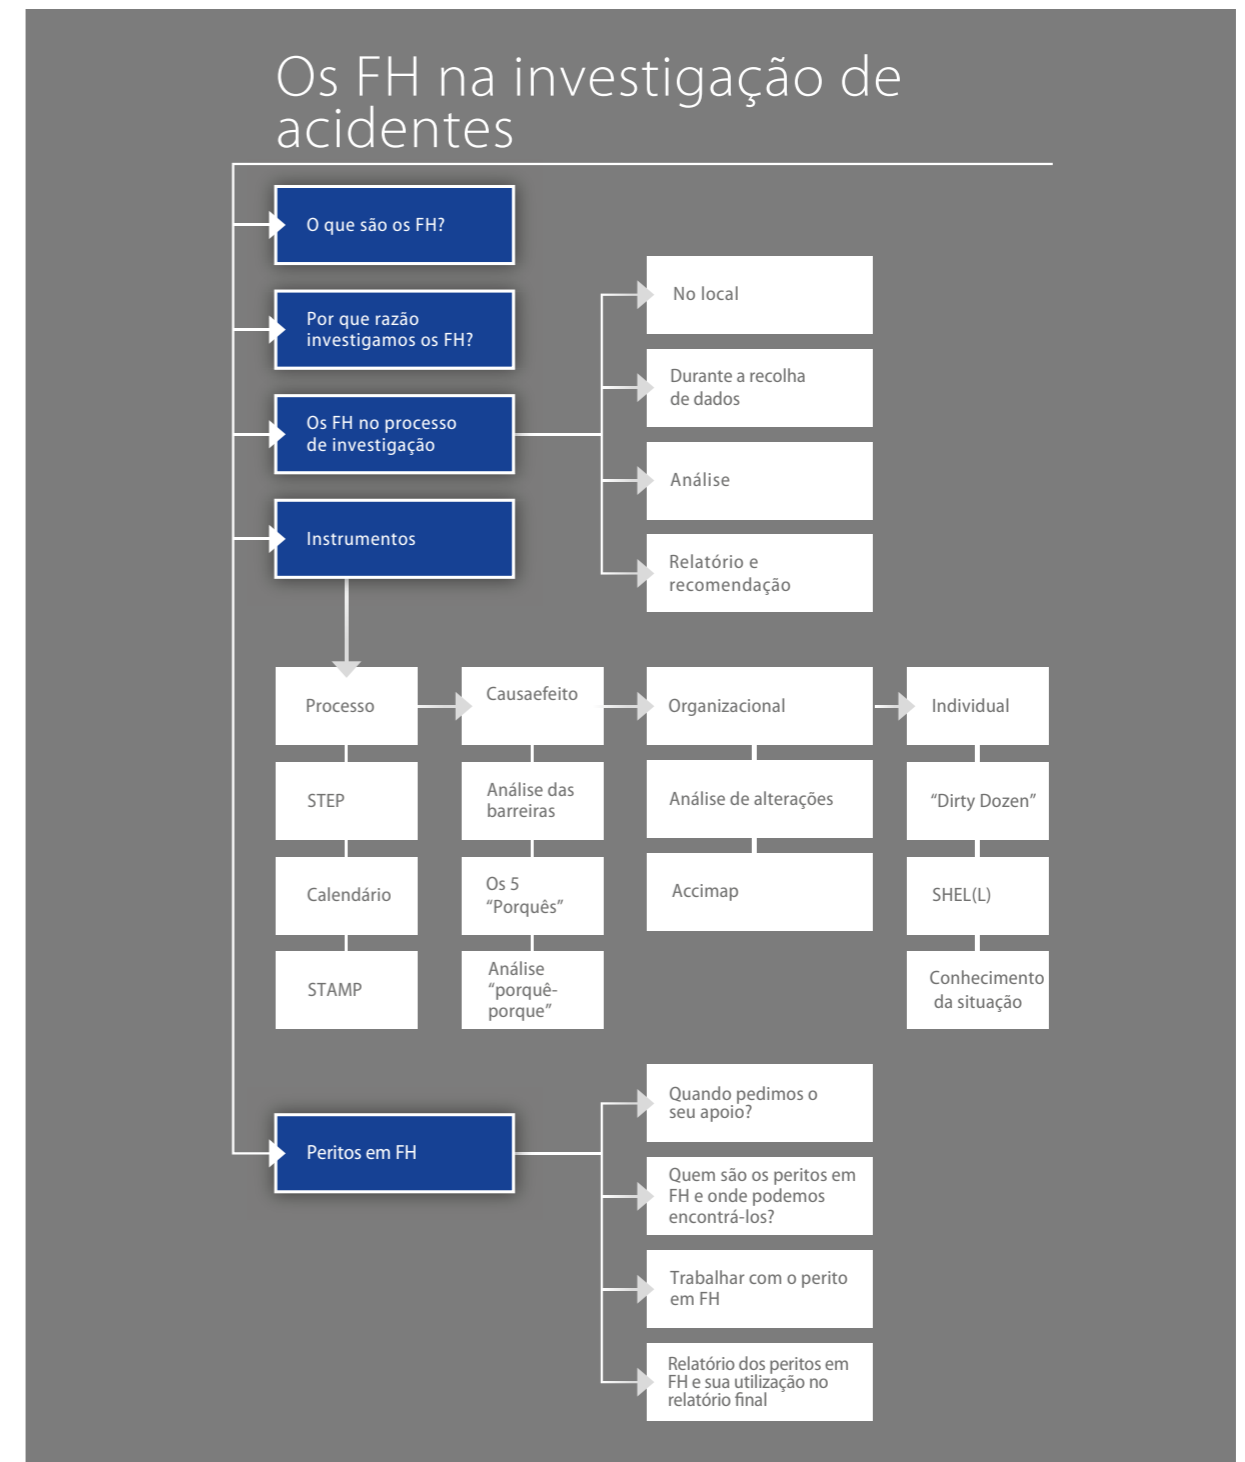 Os FH na investigação de
acidentes
O que são os FH?
Por que razão
investigamos os FH?
Os FH no processo
de investigação
Instrumentos
No local
Durante a recolha
de dados
Análise
Relatório e
recomendação
Processo
STEP
Calendário
STAMP
Causaefeito
Análise das
barreiras
Os 5
“Porquês”
Análise
“porquê-
porque”
Organizacional
Análise de alterações
Accimap
Individual
“Dirty Dozen”
SHEL(L)
Conhecimento
da situação
Peritos em FH
Quando pedimos o
seu apoio?
Quem são os peritos em
FH e onde podemos
encontrá-los?
Trabalhar com o perito
em FH
Relatório dos peritos em
FH e sua utilização no
relatório final